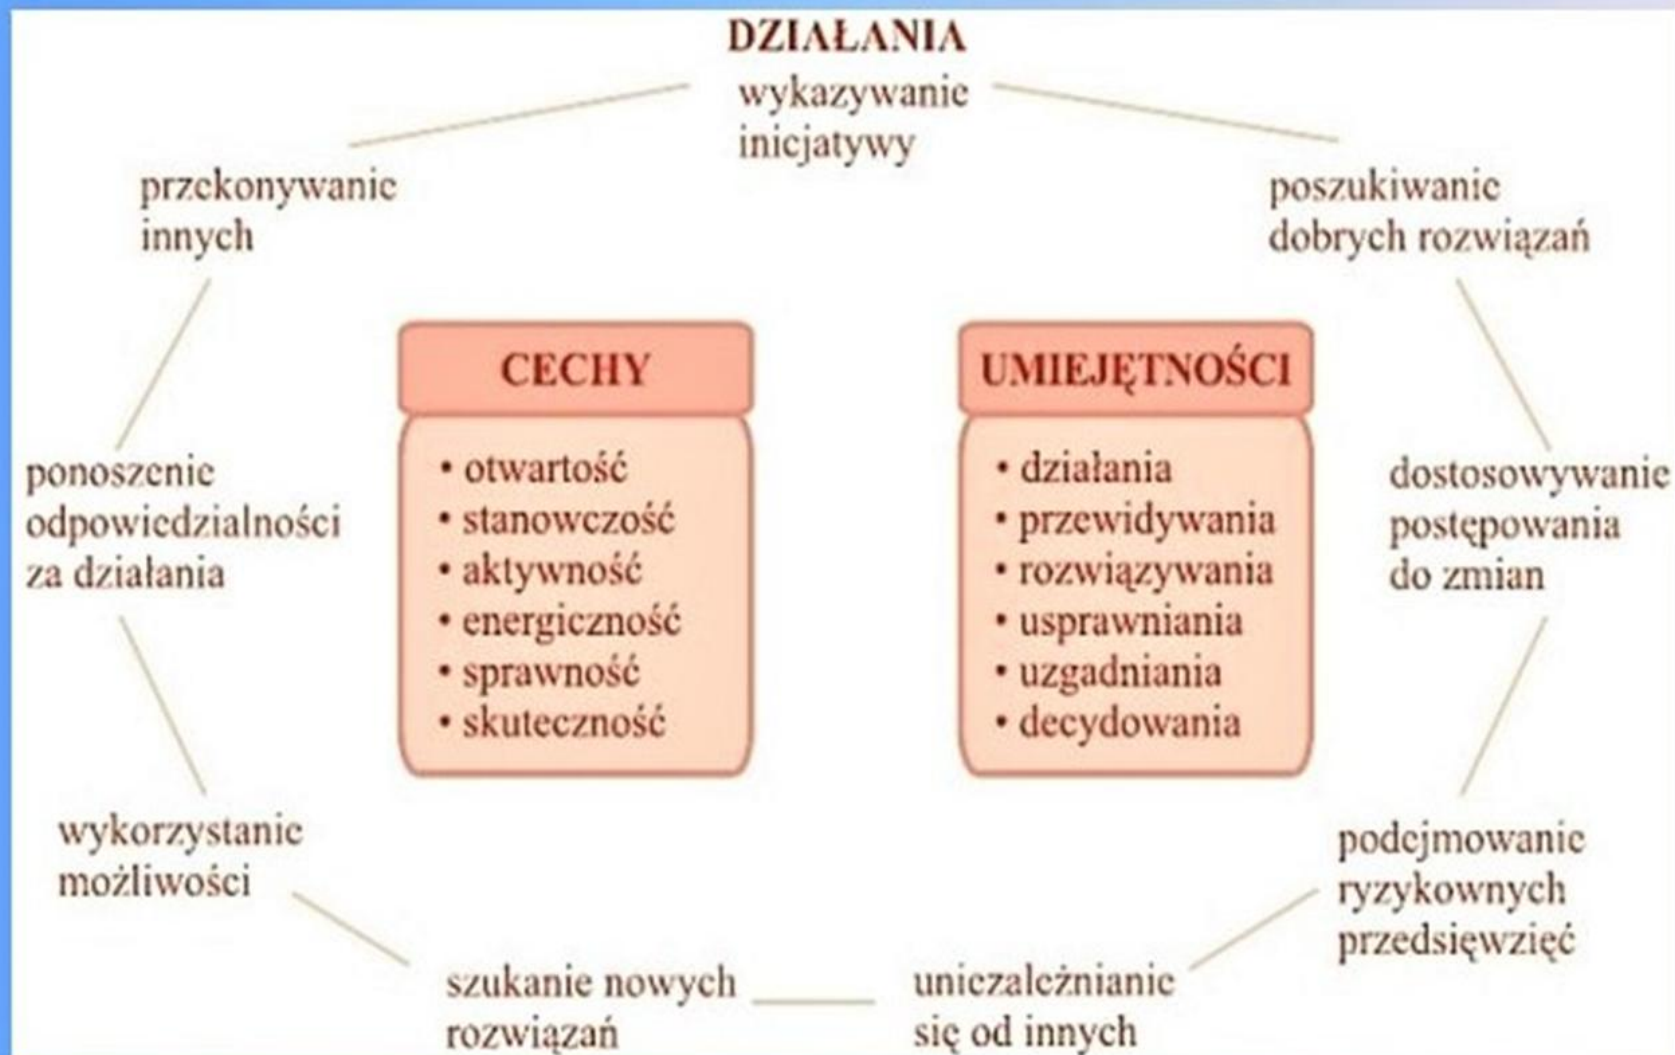 DZIAŁANIA
wykazywanie
inicjatywy
przekonywanie
innych
poszukiwanie
dobrych rozwiązań
CECHY
• otwartość
• stanowczość
• aktywność
• energiczność
• sprawność
• skuteczność
UMIEJĘTNOŚCI
• działania
• przewidywania
• rozwiązywania
• usprawniania
• uzgadniania
• decydowania
ponoszenie
odpowiedzialności
za działania
dostosowywanie
postępowania
do zmian
wykorzystanie
możliwości
podejmowanie
ryzykownych
przedsięwzięć
szukanie nowych
rozwiązań
uniezależnianie
się od innych